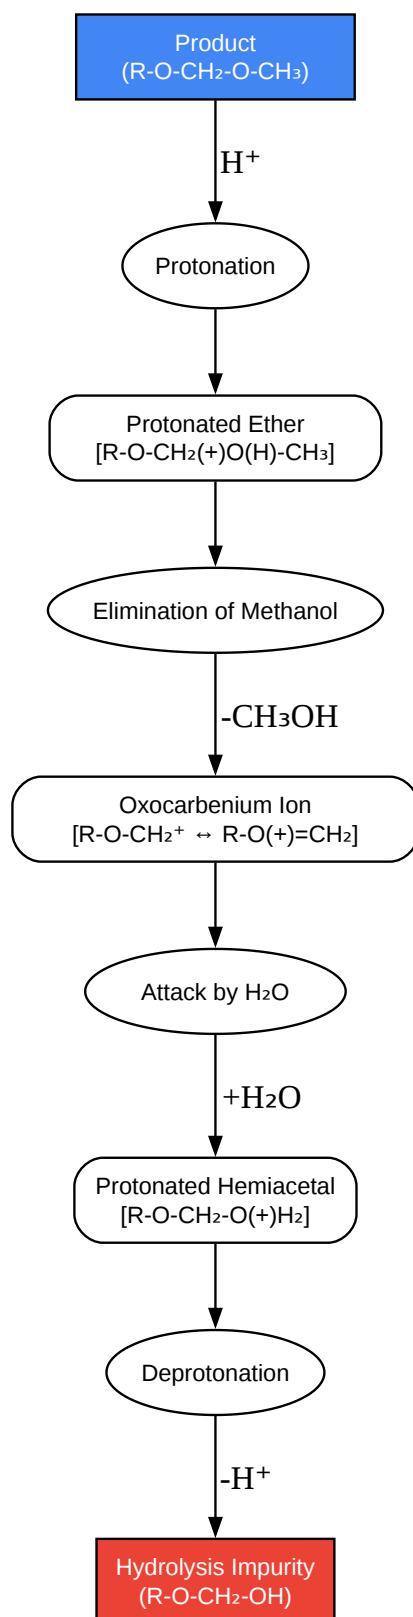 Product
(R-O-CH₂-O-CH₃)
H⁺
Protonation
Protonated Ether
[R-O-CH₂(+)O(H)-CH₃]
Elimination of Methanol
-CH₃OH
Oxocarbenium Ion
[R-O-CH₂⁺ ↔ R-O(+)=CH₂]
Attack by H₂O
+H₂O
Protonated Hemiacetal
[R-O-CH₂-O(+)H₂]
Deprotonation
-H⁺
Hydrolysis Impurity
(R-O-CH₂-OH)